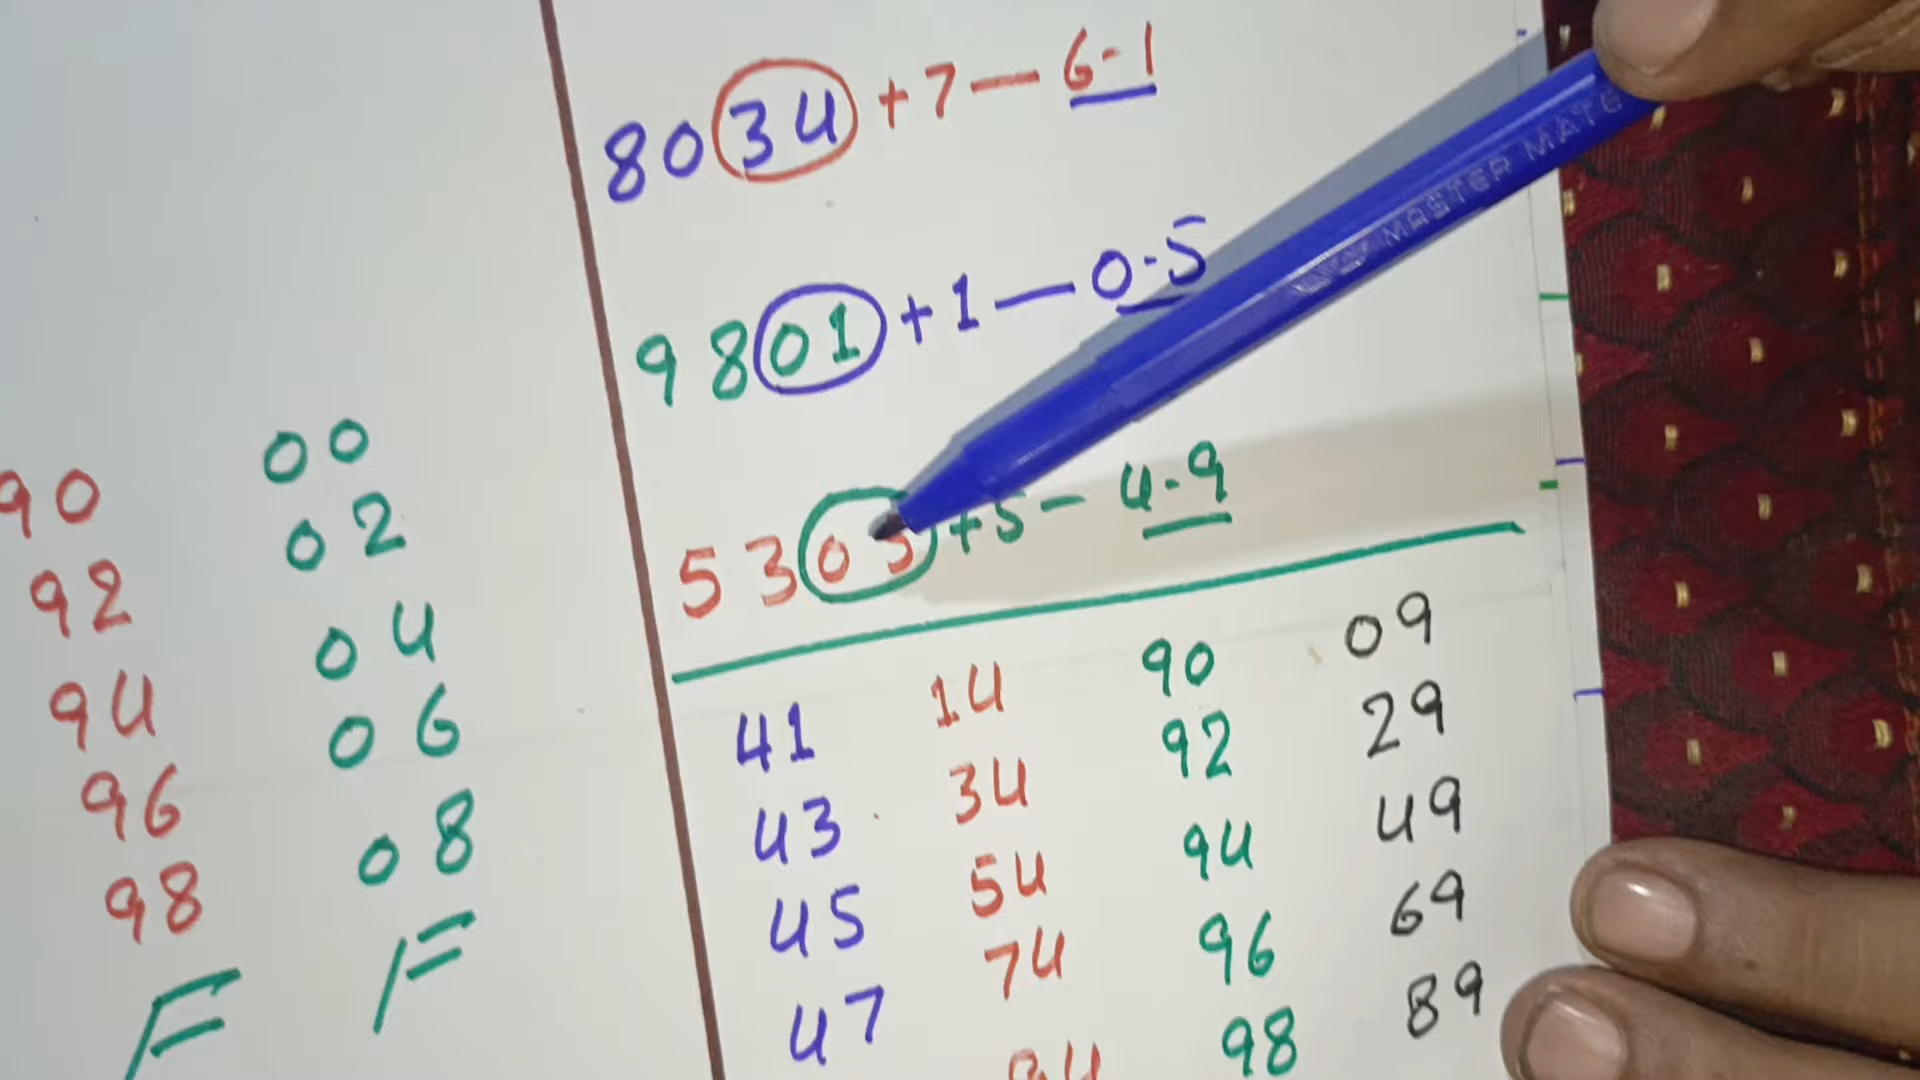 8034+7—6-1
9801+1—0-5
5305+5-4-9
90 00
92 02
94 04
96 06
98 08
F F
41 14 90 09
43 34 92 29
45 54 94 49
47 74 96 69
98 89
MASTER MATE